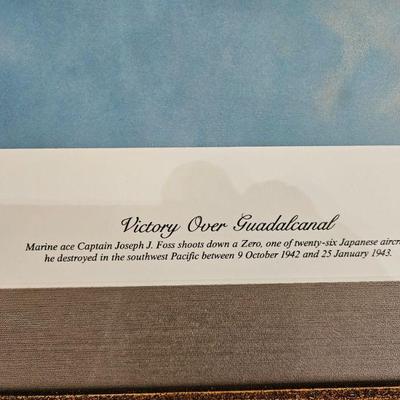 Victory Over Guadalcanal
Marine ace Captain Joseph J. Foss shoots down a Zero, one of twenty-six Japanese
he destroyed in the southwest Pacific between 9 October 1942 and 25 January 1943.